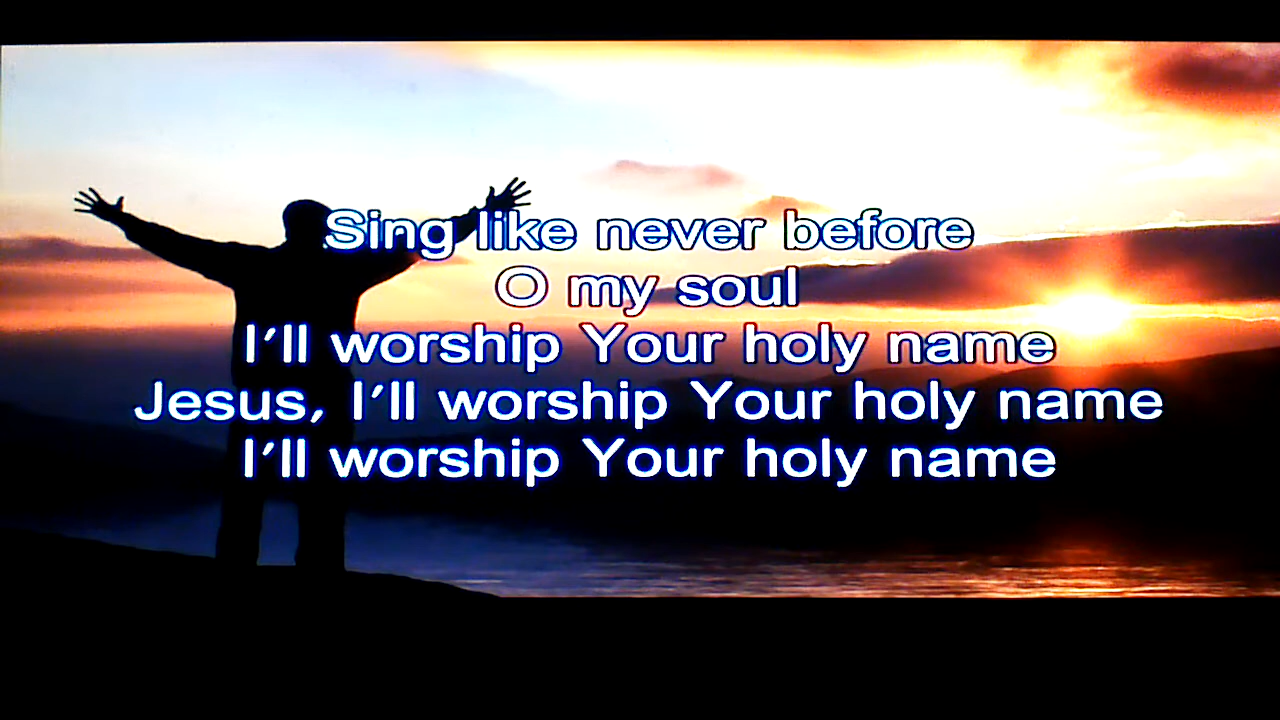 Sing like never before
O my soul
I'll worship Your holy name
Jesus, I'll worship Your holy name
I'll worship Your holy name